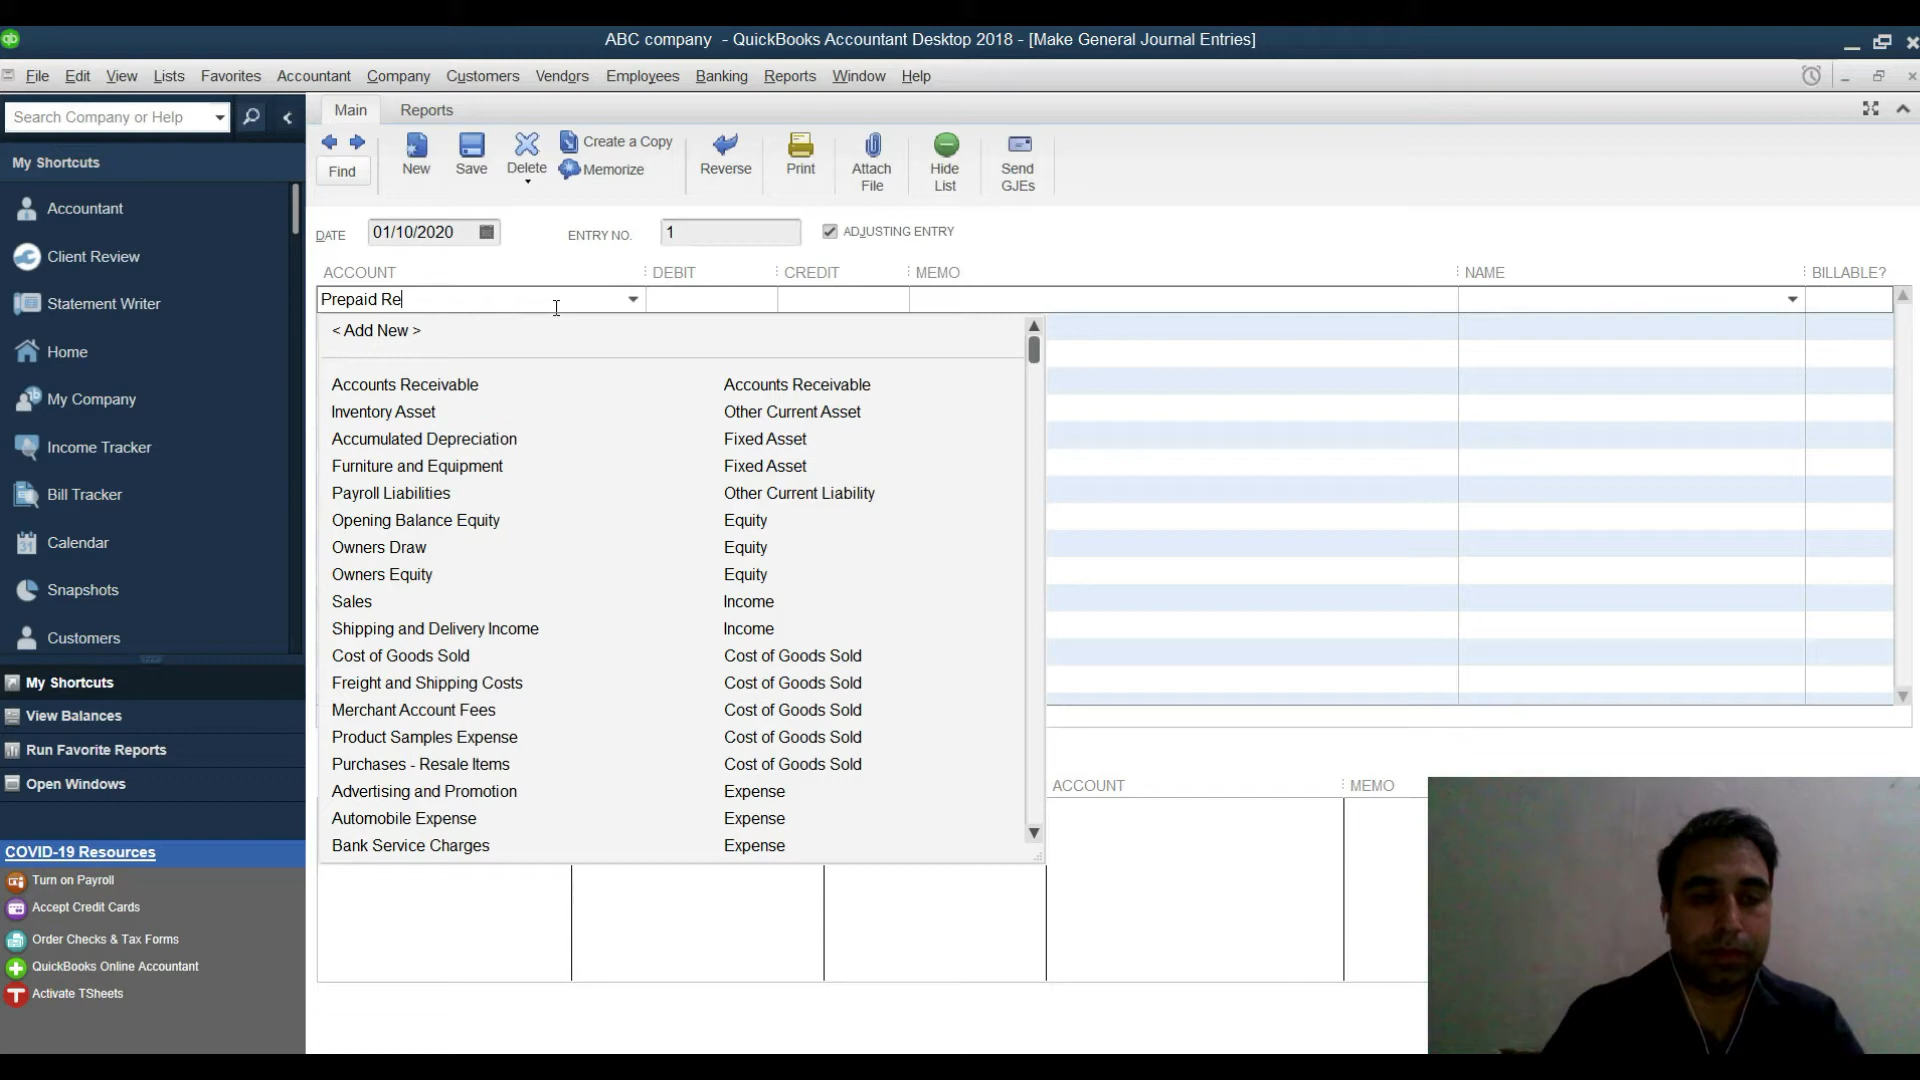 qb
ABC company - QuickBooks Accountant Desktop 2018 - [Make General Journal Entries]
File Edit View Lists Favorites Accountant Company Customers Vendors Employees Banking Reports Window Help
Search Company or Help
Main Reports
My Shortcuts
Find
New
Save
Delete
Create a Copy
Memorize
Reverse
Print
Attach File
Hide List
Send GJEs
Accountant
Client Review
Statement Writer
Home
My Company
Income Tracker
Bill Tracker
31 Calendar
Snapshots
Customers
My Shortcuts
View Balances
Run Favorite Reports
Open Windows
COVID-19 Resources
Turn on Payroll
Accept Credit Cards
Order Checks & Tax Forms
QuickBooks Online Accountant
T Activate TSheets
DATE 01/10/2020 ENTRY NO. 1 ADJUSTING ENTRY
ACCOUNT DEBIT CREDIT MEMO NAME BILLABLE?
Prepaid Re
< Add New >
Accounts Receivable Accounts Receivable
Inventory Asset Other Current Asset
Accumulated Depreciation Fixed Asset
Furniture and Equipment Fixed Asset
Payroll Liabilities Other Current Liability
Opening Balance Equity Equity
Owners Draw Equity
Owners Equity Equity
Sales Income
Shipping and Delivery Income Income
Cost of Goods Sold Cost of Goods Sold
Freight and Shipping Costs Cost of Goods Sold
Merchant Account Fees Cost of Goods Sold
Product Samples Expense Cost of Goods Sold
Purchases - Resale Items Cost of Goods Sold
Advertising and Promotion Expense
Automobile Expense Expense
Bank Service Charges Expense
ACCOUNT MEMO